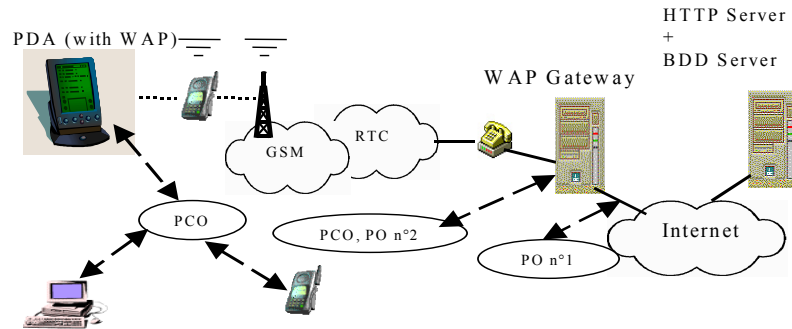 HTTP Server
+
BDD Server
PDA (with WAP)
WAP Gateway
RTC
GSM
PCO
PCO, PO n°2
Internet
PO n°1